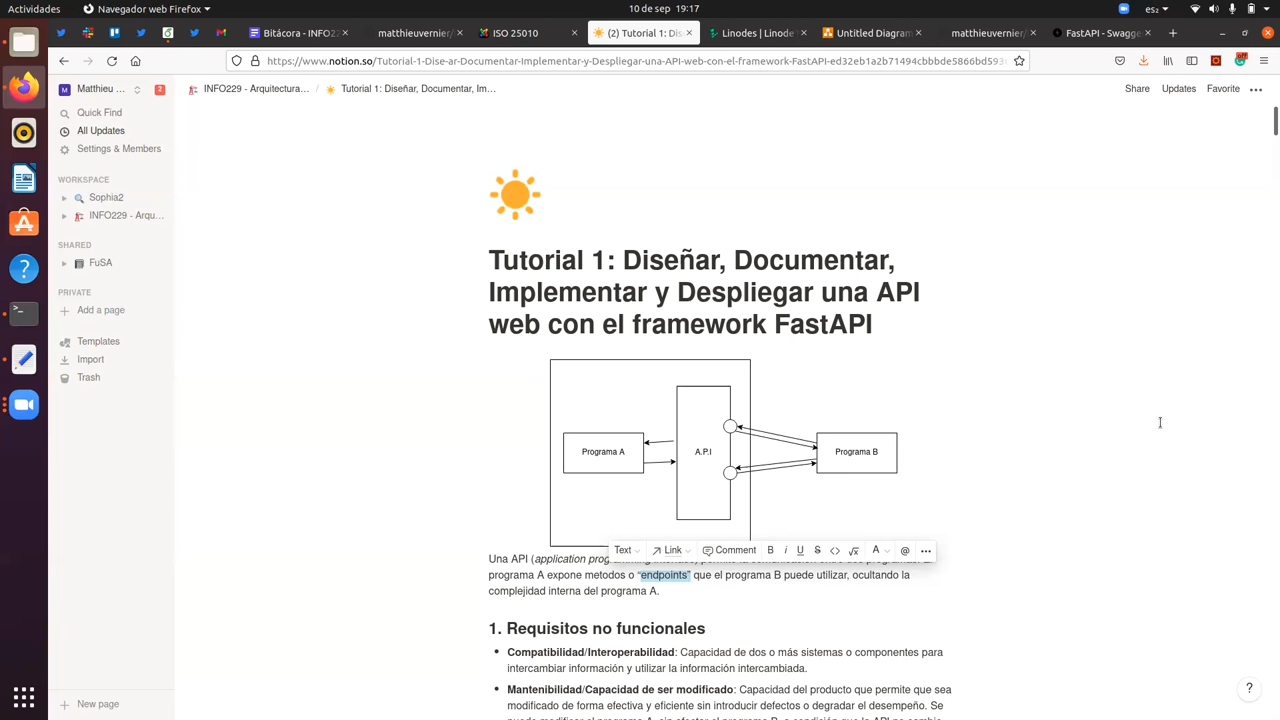 Actividades
Navegador web Firefox
10 de sep 19:17
es₂
Bitácora - INFO229
matthieuvernier/
ISO 25010
(2) Tutorial 1: Dis
Linodes | Linode
Untitled Diagram
matthieuvernier/
FastAPI - Swagge
https://www.notion.so/Tutorial-1-Dise-ar-Documentar-Implementar-y-Despliegar-una-API-web-con-el-framework-FastAPI-ed32eb1a2b71494cbbbde5866bd593
Matthieu ...
2
INFO229 - Arquitectura...
/
Tutorial 1: Diseñar, Documentar, Im...
Share
Updates
Favorite
Quick Find
All Updates
Settings & Members
WORKSPACE
Sophia2
INFO229 - Arqu...
SHARED
FuSA
PRIVATE
Add a page
Templates
Import
Trash
New page
Tutorial 1: Diseñar, Documentar,
Implementar y Despliegar una API
web con el framework FastAPI
Programa A
A.P.I
Programa B
Text
Link
Comment
B
i
U
S
√x
A
@
Una API (application prog
programa A expone metodos o “endpoints” que el programa B puede utilizar, ocultando la
complejidad interna del programa A.
1. Requisitos no funcionales
Compatibilidad/Interoperabilidad: Capacidad de dos o más sistemas o componentes para
intercambiar información y utilizar la información intercambiada.
Mantenibilidad/Capacidad de ser modificado: Capacidad del producto que permite que sea
modificado de forma efectiva y eficiente sin introducir defectos o degradar el desempeño. Se
?